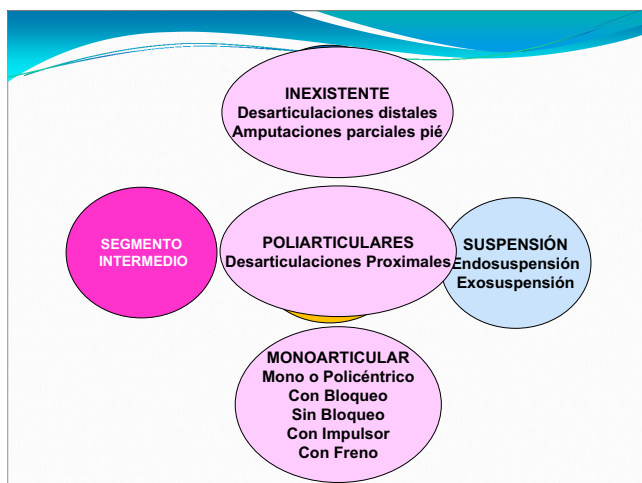 INEXISTENTE
Desarticulaciones distales
Amputaciones parciales pié
SEGMENTO
INTERMEDIO
POLIARTICULARES
Desarticulaciones Proximales
SUSPENSIÓN
Endosuspensión
Exosuspensión
MONOARTICULAR
Mono o Policéntrico
Con Bloqueo
Sin Bloqueo
Con Impulsor
Con Freno